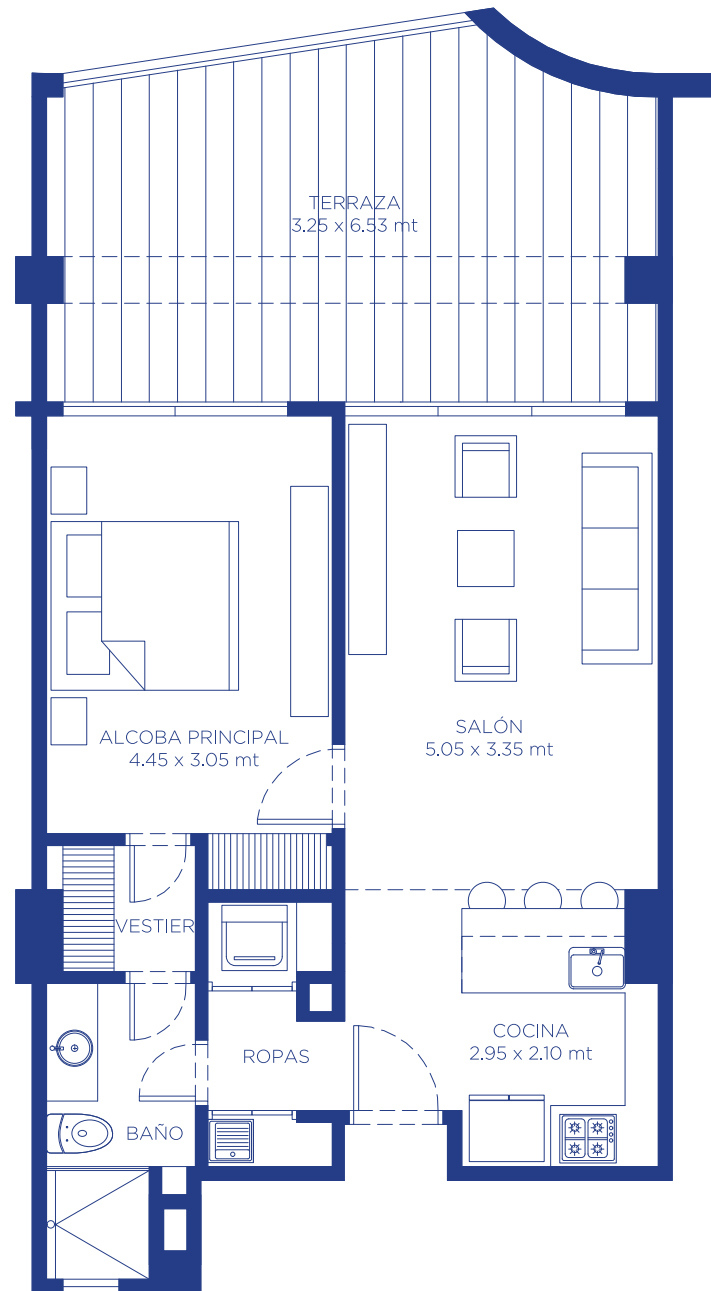 TERRAZA
3.25 x 6.53 mt
ALCOBA PRINCIPAL
4.45 x 3.05 mt
SALÓN
5.05 x 3.35 mt
VESTIER
ROPAS
COCINA
2.95 x 2.10 mt
BAÑO